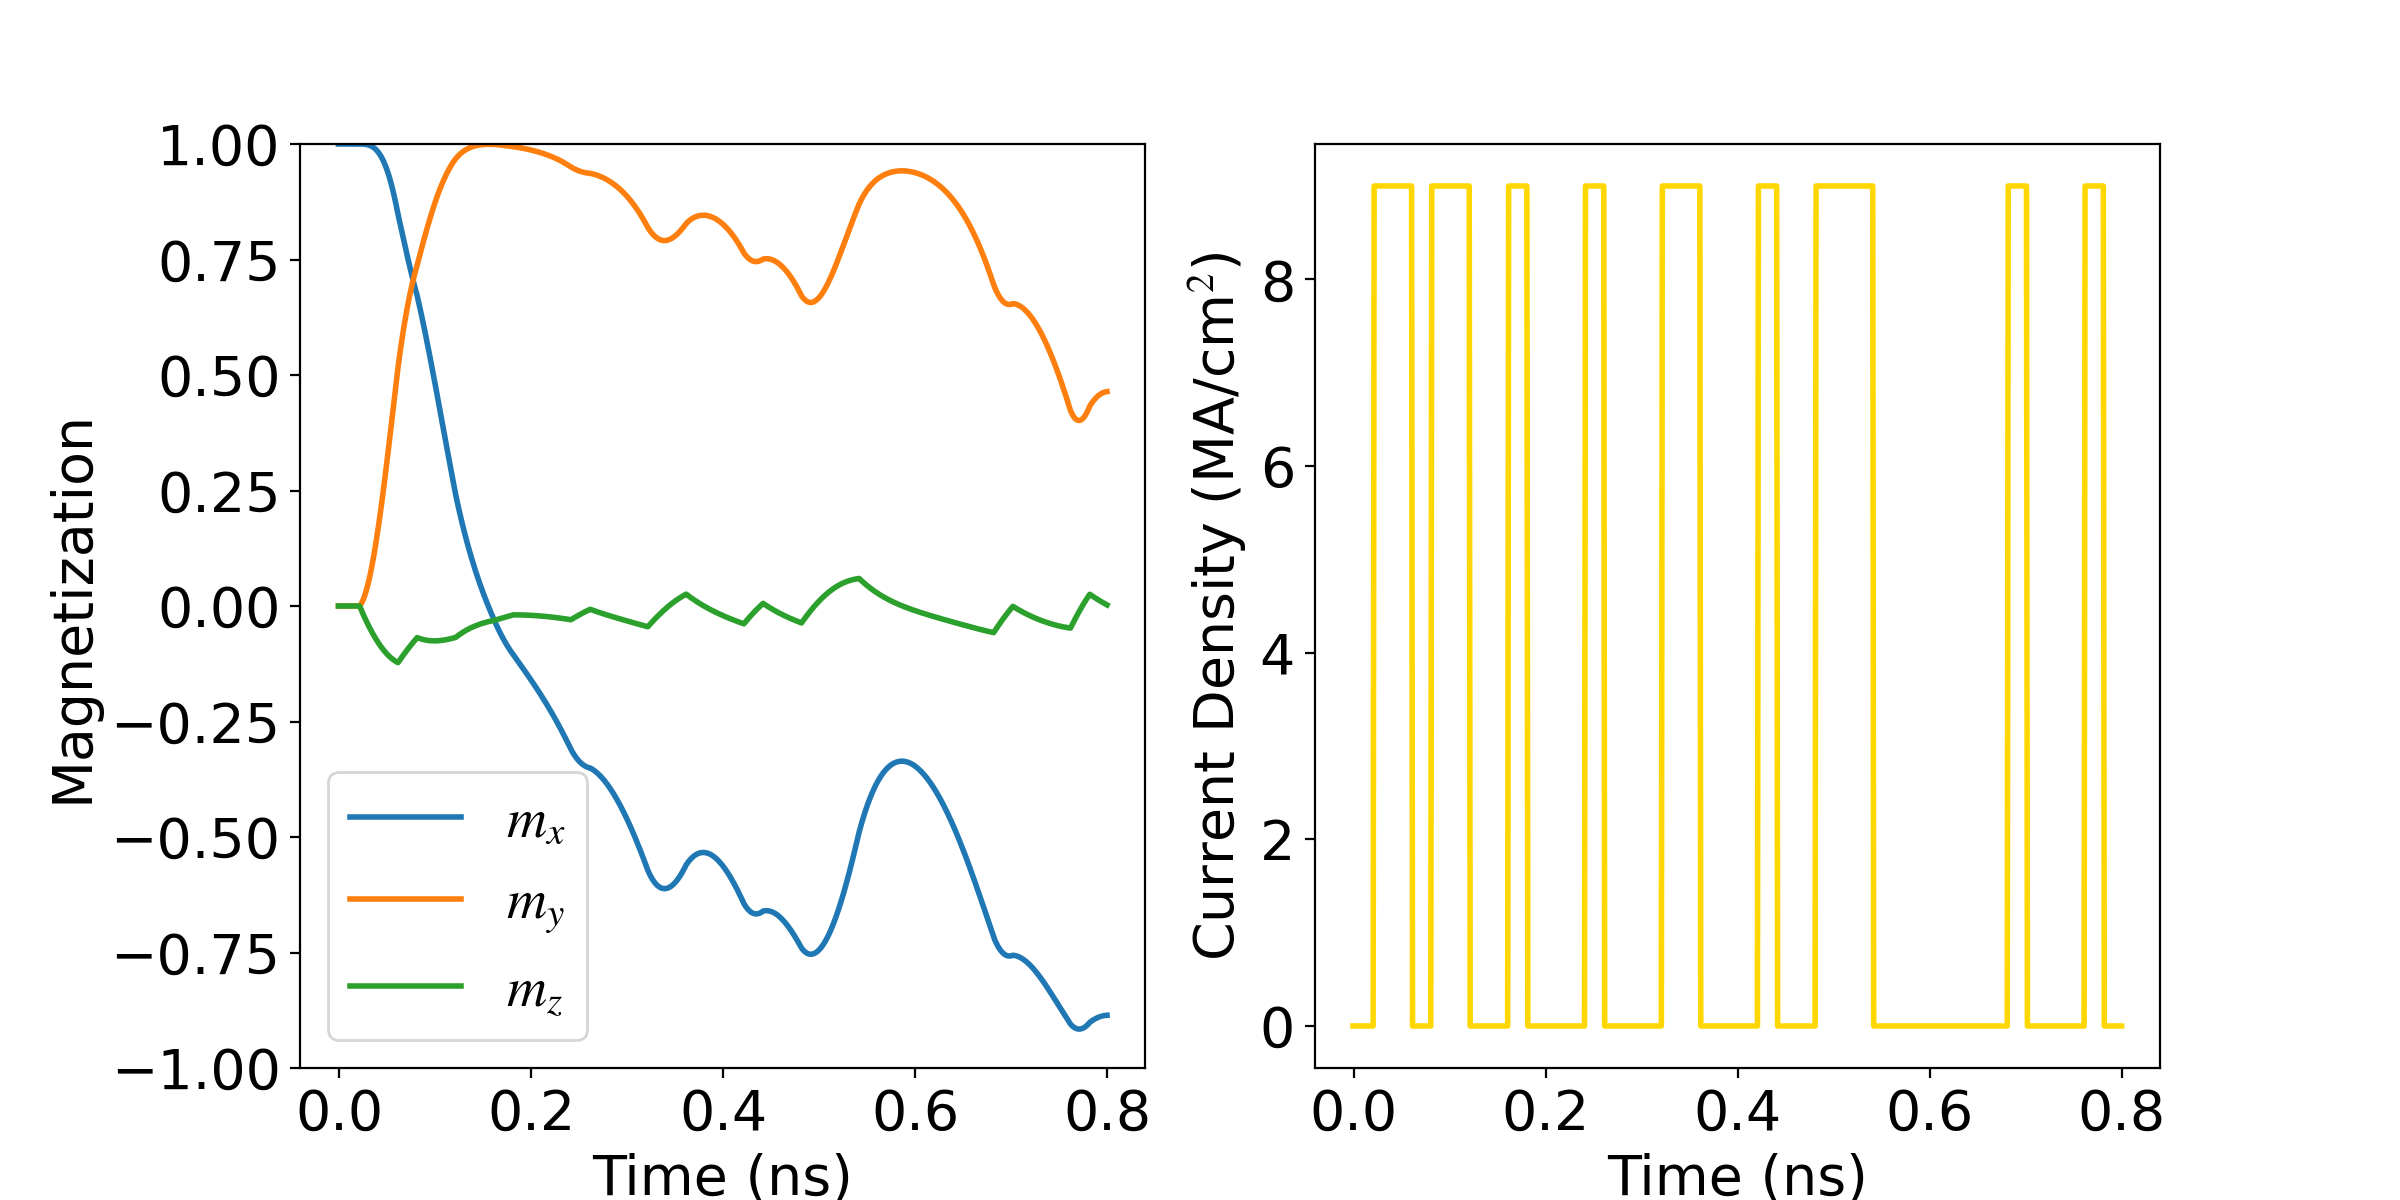 Magnetization
1.00
0.75
0.50
0.25
0.00
−0.25
−0.50
−0.75
−1.00
m_x
m_y
m_z
0.0 0.2 0.4 0.6 0.8
Time (ns)
Current Density (MA/cm²)
8
6
4
2
0
0.0 0.2 0.4 0.6 0.8
Time (ns)